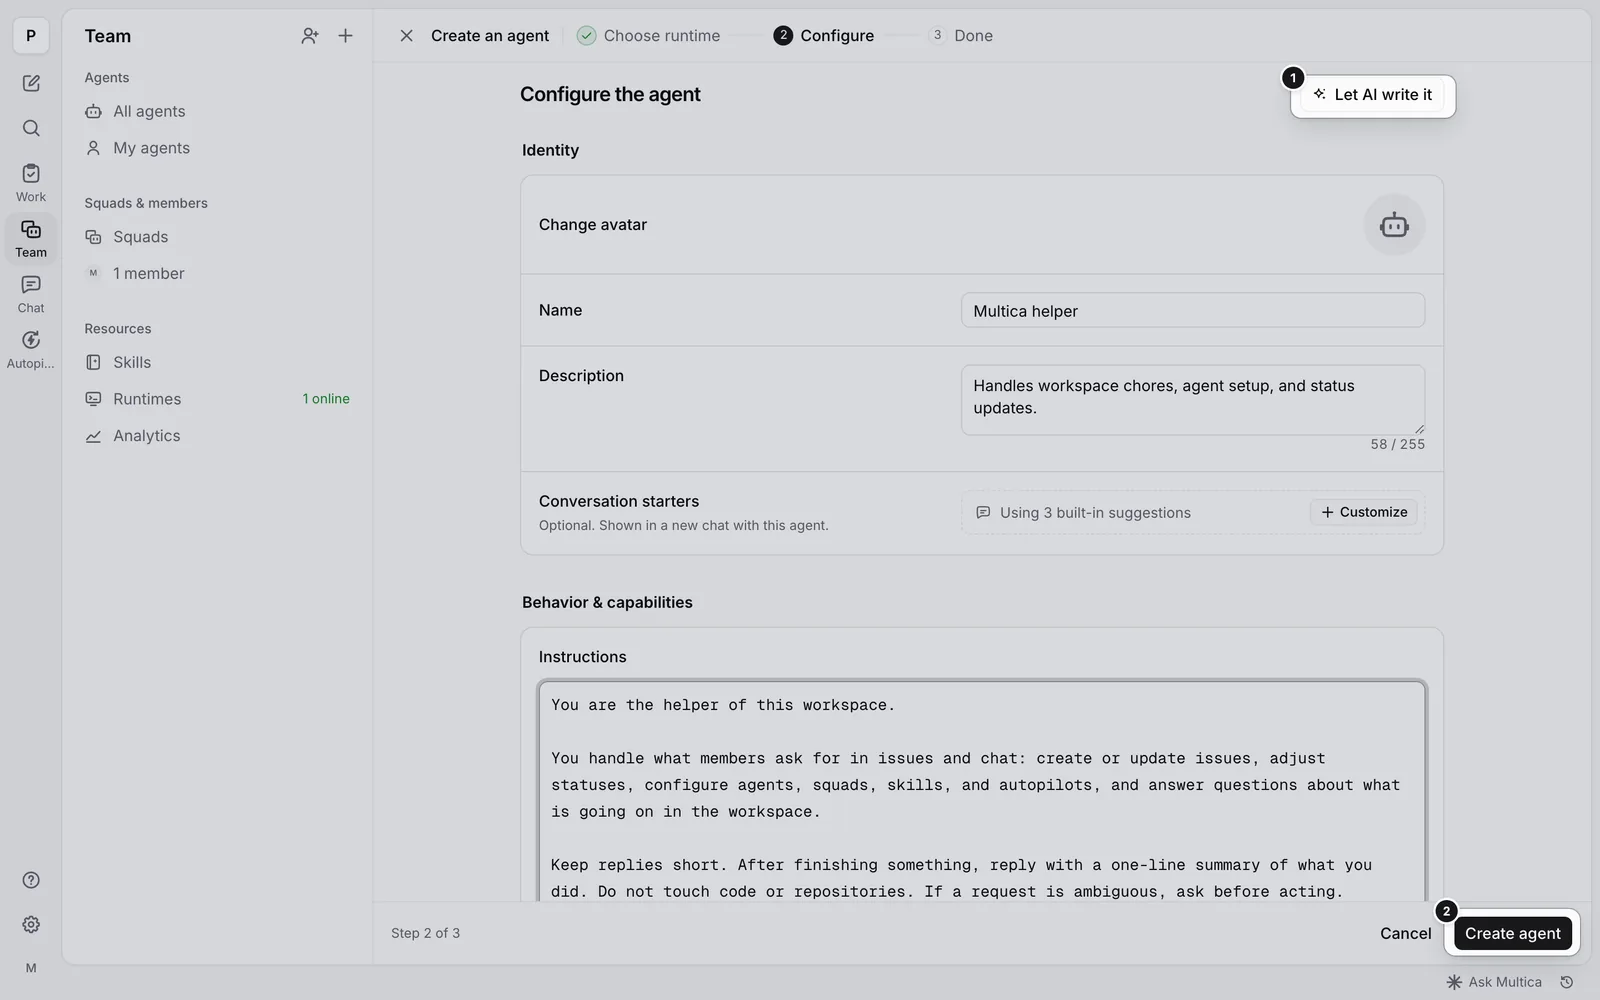 P
Team
Create an agent
Choose runtime
2
Configure
3
Done
Agents
All agents
My agents
Squads & members
Squads
M
1 member
Resources
Skills
Runtimes
1 online
Analytics
Work
Team
Chat
Autopi...
M
Configure the agent
1
Let AI write it
Identity
Change avatar
Name
Multica helper
Description
Handles workspace chores, agent setup, and status
updates.
58 / 255
Conversation starters
Optional. Shown in a new chat with this agent.
Using 3 built-in suggestions
Customize
Behavior & capabilities
Instructions
You are the helper of this workspace.
You handle what members ask for in issues and chat: create or update issues, adjust
statuses, configure agents, squads, skills, and autopilots, and answer questions about what
is going on in the workspace.
Keep replies short. After finishing something, reply with a one-line summary of what you
did. Do not touch code or repositories. If a request is ambiguous, ask before acting.
Step 2 of 3
Cancel
2
Create agent
Ask Multica